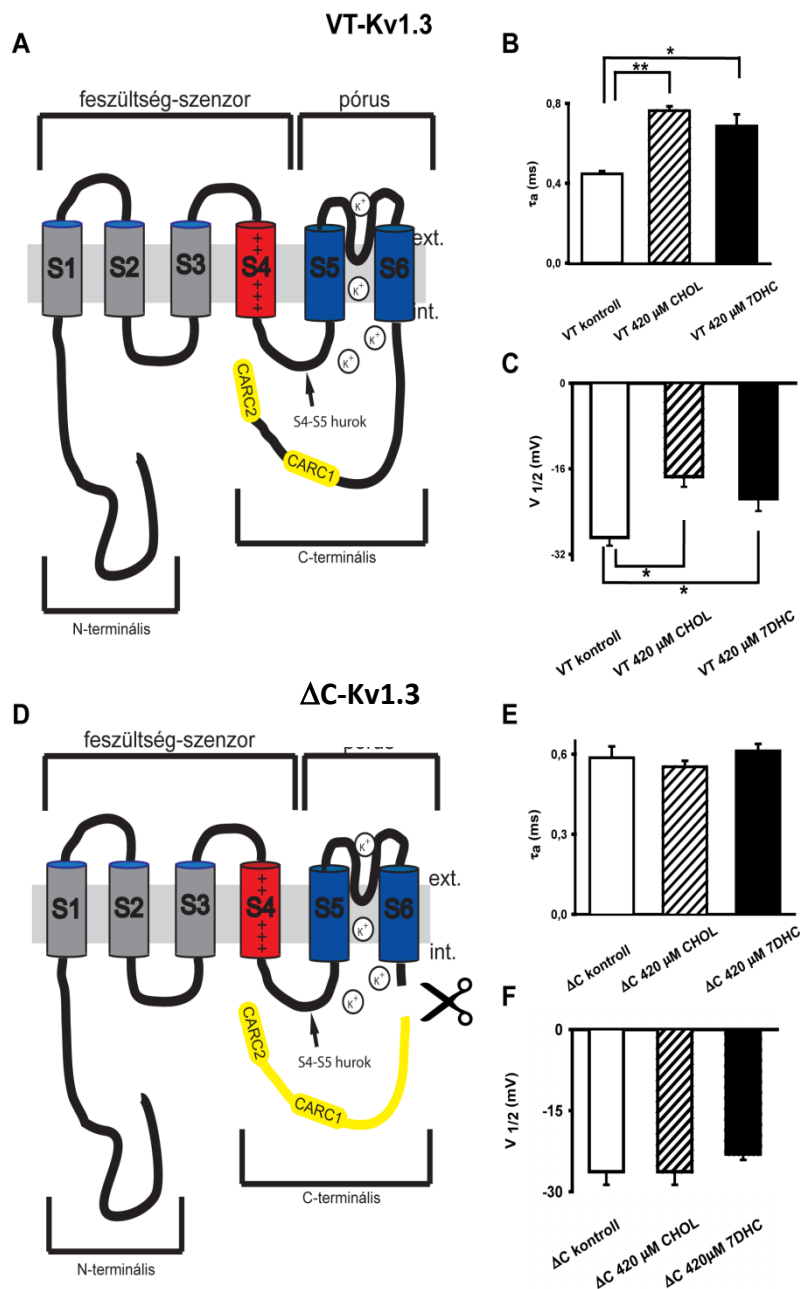 VT-Kv1.3
A
feszültség-szenzor
pórus
S1
S2
S3
S4
S5
S6
+
+
+
+
+
K+
K+
K+
K+
ext.
int.
CARC2
CARC1
S4-S5 hurok
C-terminális
N-terminális
B
*
**
τa (ms)
0,8
0,4
0,0
VT kontroll
VT 420 µM CHOL
VT 420 µM 7DHC
C
V 1/2 (mV)
0
-16
-32
*
*
VT kontroll
VT 420 µM CHOL
VT 420 µM 7DHC
ΔC-Kv1.3
D
feszültség-szenzor
S1
S2
S3
S4
S5
S6
+
+
+
+
+
K+
K+
K+
K+
ext.
int.
CARC2
CARC1
S4-S5 hurok
C-terminális
N-terminális
E
τa (ms)
0,6
0,3
0,0
ΔC kontroll
ΔC 420 µM CHOL
ΔC 420 µM 7DHC
F
V 1/2 (mV)
0
-15
-30
ΔC kontroll
ΔC 420 µM CHOL
ΔC 420µM 7DHC